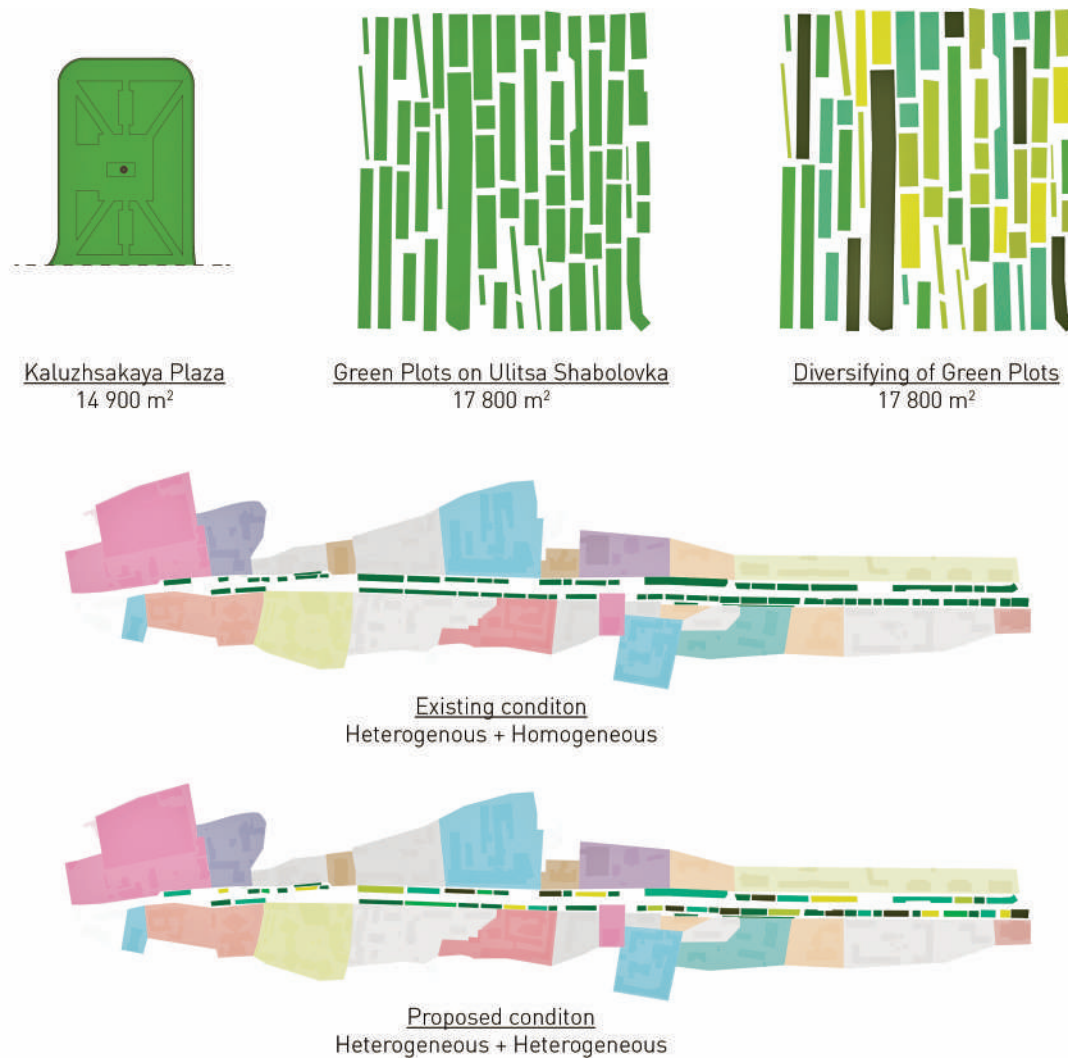 Kaluzhsakaya Plaza
14 900 m²
Green Plots on Ulitsa Shabolovka
17 800 m²
Diversifying of Green Plots
17 800 m²
Existing conditon
Heterogenous + Homogeneous
Proposed conditon
Heterogeneous + Heterogeneous